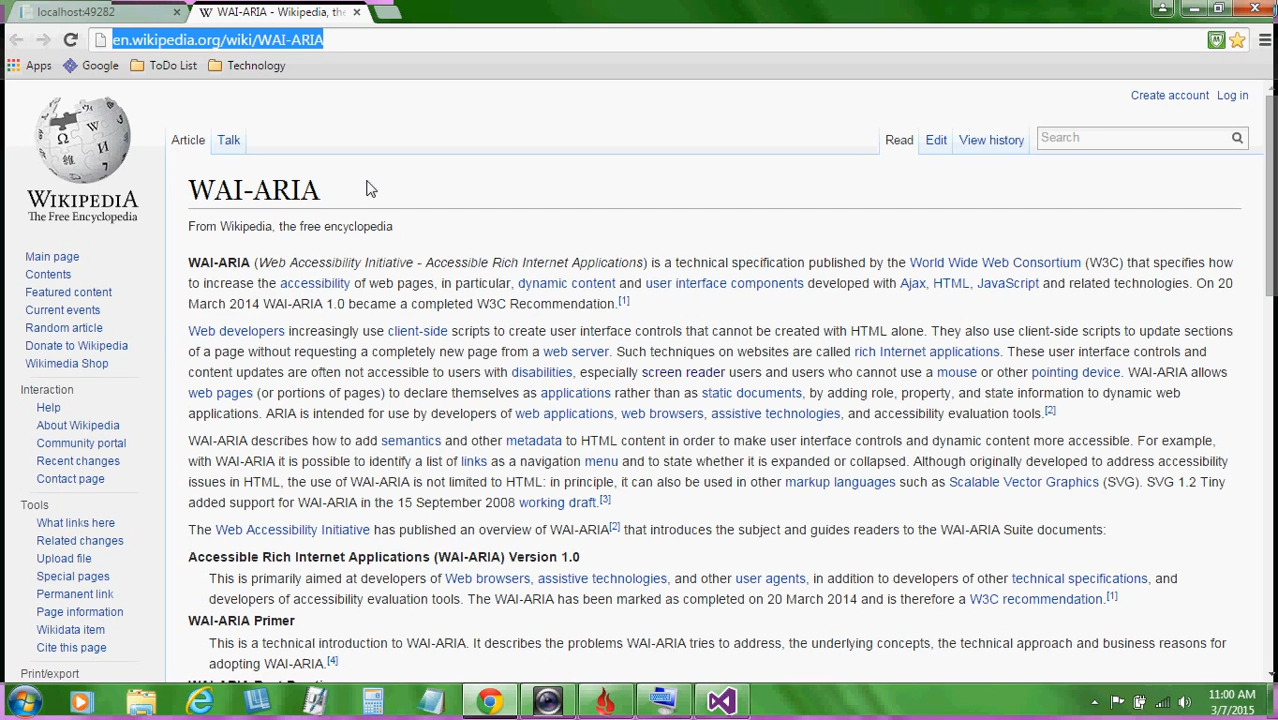 localhost:49282
WAI-ARIA - Wikipedia, the
en.wikipedia.org/wiki/WAI-ARIA
Apps Google ToDo List Technology
Create account Log in
Article Talk Read Edit View history Search
WIKIPEDIA
The Free Encyclopedia
Main page
Contents
Featured content
Current events
Random article
Donate to Wikipedia
Wikimedia Shop
Interaction
Help
About Wikipedia
Community portal
Recent changes
Contact page
Tools
What links here
Related changes
Upload file
Special pages
Permanent link
Page information
Wikidata item
Cite this page
Print/export
WAI-ARIA
From Wikipedia, the free encyclopedia
WAI-ARIA (Web Accessibility Initiative - Accessible Rich Internet Applications) is a technical specification published by the World Wide Web Consortium (W3C) that specifies how
to increase the accessibility of web pages, in particular, dynamic content and user interface components developed with Ajax, HTML, JavaScript and related technologies. On 20
March 2014 WAI-ARIA 1.0 became a completed W3C Recommendation.[1]
Web developers increasingly use client-side scripts to create user interface controls that cannot be created with HTML alone. They also use client-side scripts to update sections
of a page without requesting a completely new page from a web server. Such techniques on websites are called rich Internet applications. These user interface controls and
content updates are often not accessible to users with disabilities, especially screen reader users and users who cannot use a mouse or other pointing device. WAI-ARIA allows
web pages (or portions of pages) to declare themselves as applications rather than as static documents, by adding role, property, and state information to dynamic web
applications. ARIA is intended for use by developers of web applications, web browsers, assistive technologies, and accessibility evaluation tools.[2]
WAI-ARIA describes how to add semantics and other metadata to HTML content in order to make user interface controls and dynamic content more accessible. For example,
with WAI-ARIA it is possible to identify a list of links as a navigation menu and to state whether it is expanded or collapsed. Although originally developed to address accessibility
issues in HTML, the use of WAI-ARIA is not limited to HTML: in principle, it can also be used in other markup languages such as Scalable Vector Graphics (SVG). SVG 1.2 Tiny
added support for WAI-ARIA in the 15 September 2008 working draft.[3]
The Web Accessibility Initiative has published an overview of WAI-ARIA[2] that introduces the subject and guides readers to the WAI-ARIA Suite documents:
Accessible Rich Internet Applications (WAI-ARIA) Version 1.0
This is primarily aimed at developers of Web browsers, assistive technologies, and other user agents, in addition to developers of other technical specifications, and
developers of accessibility evaluation tools. The WAI-ARIA has been marked as completed on 20 March 2014 and is therefore a W3C recommendation.[1]
WAI-ARIA Primer
This is a technical introduction to WAI-ARIA. It describes the problems WAI-ARIA tries to address, the underlying concepts, the technical approach and business reasons for
adopting WAI-ARIA.[4]
11:00 AM
3/7/2015